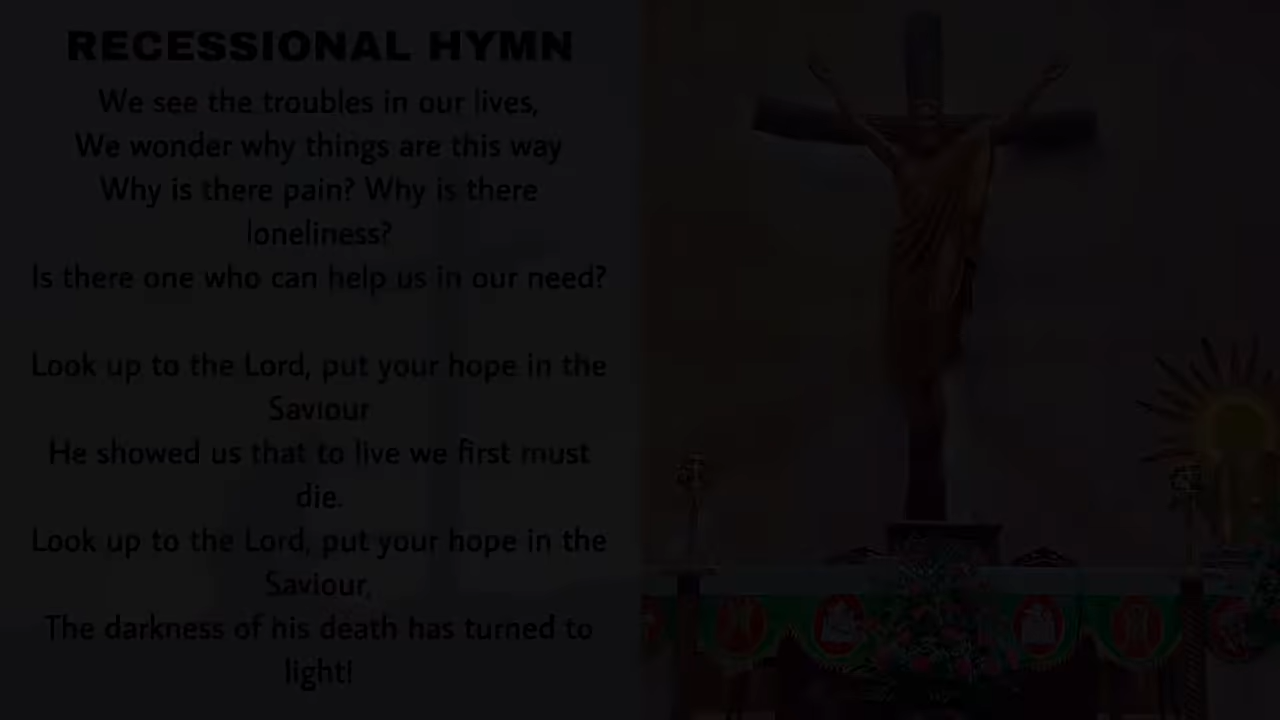 RECESSIONAL HYMN
We see the troubles in our lives,
We wonder why things are this way
Why is there pain? Why is there
loneliness?
Is there one who can help us in our need?
Look up to the Lord, put your hope in the
Saviour
He showed us that to live we first must
die.
Look up to the Lord, put your hope in the
Saviour,
The darkness of his death has turned to
light!